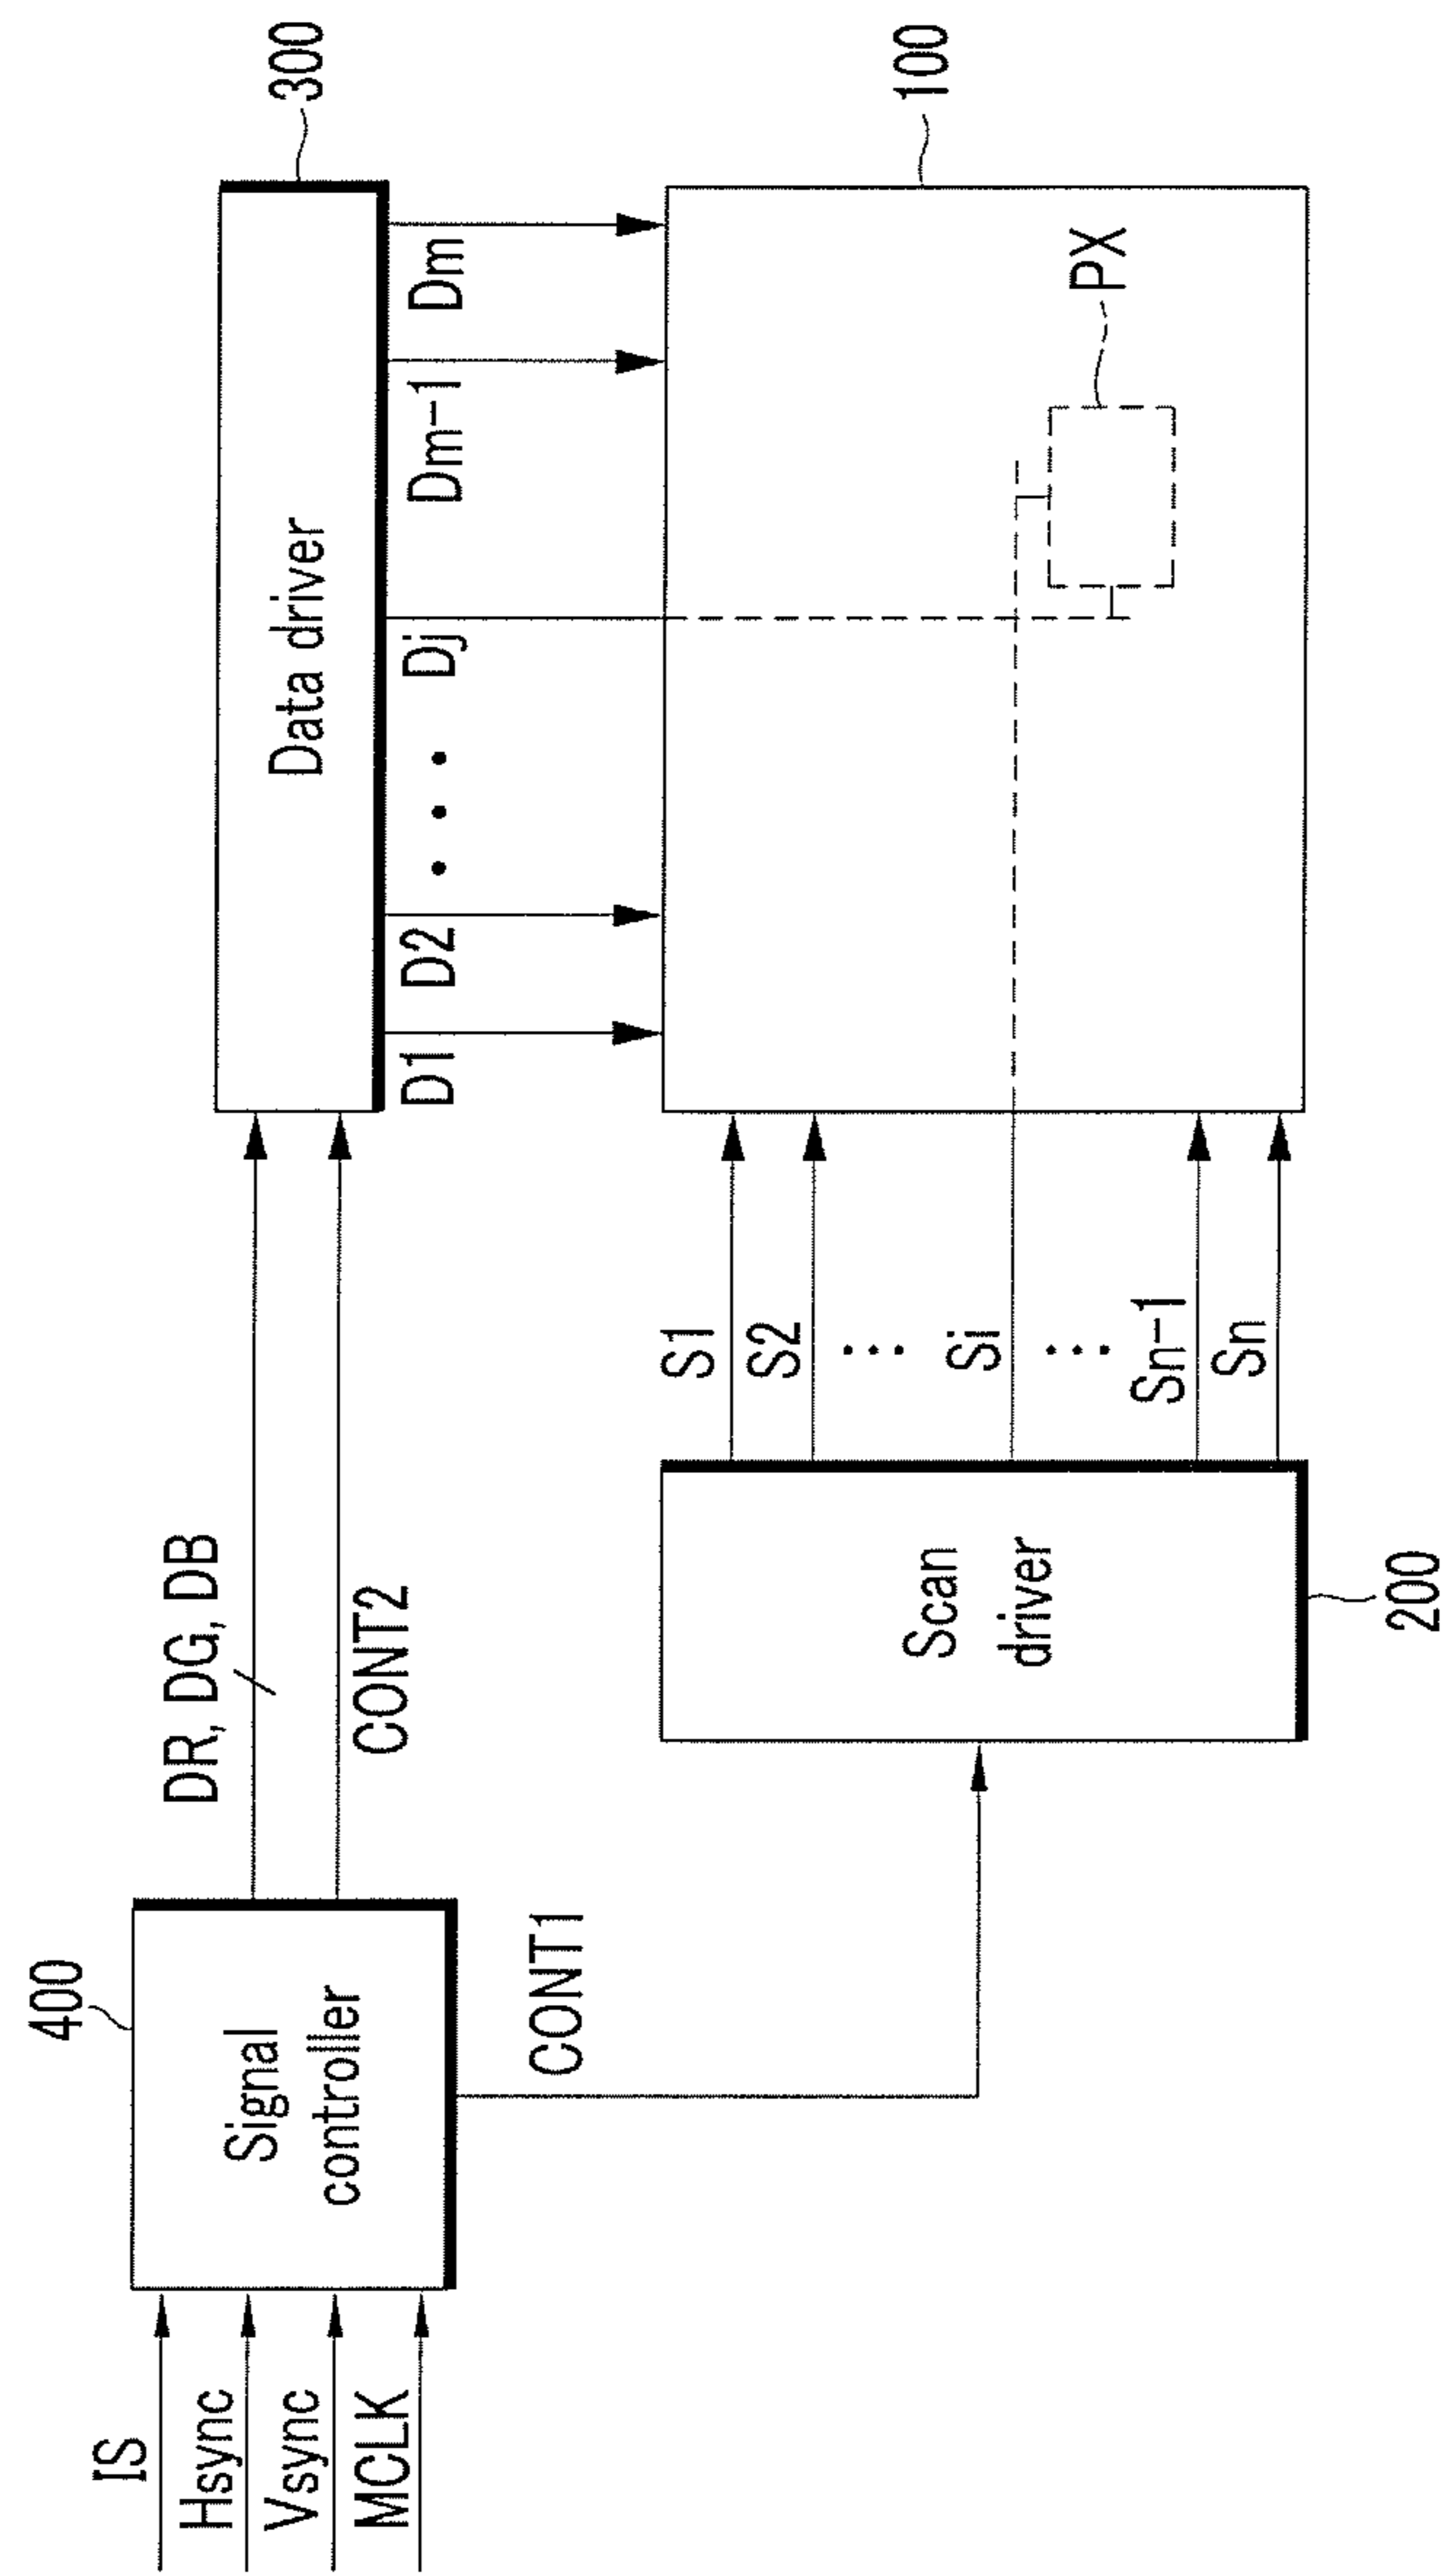 400
IS
Hsync
Vsync
MCLK
Signal
controller
DR, DG, DB
CONT2
CONT1
Data driver
300
D1
D2
• • •
Dj
Dm-1
Dm
Scan
driver
200
S1
S2
...
Si
...
Sn-1
Sn
100
PX